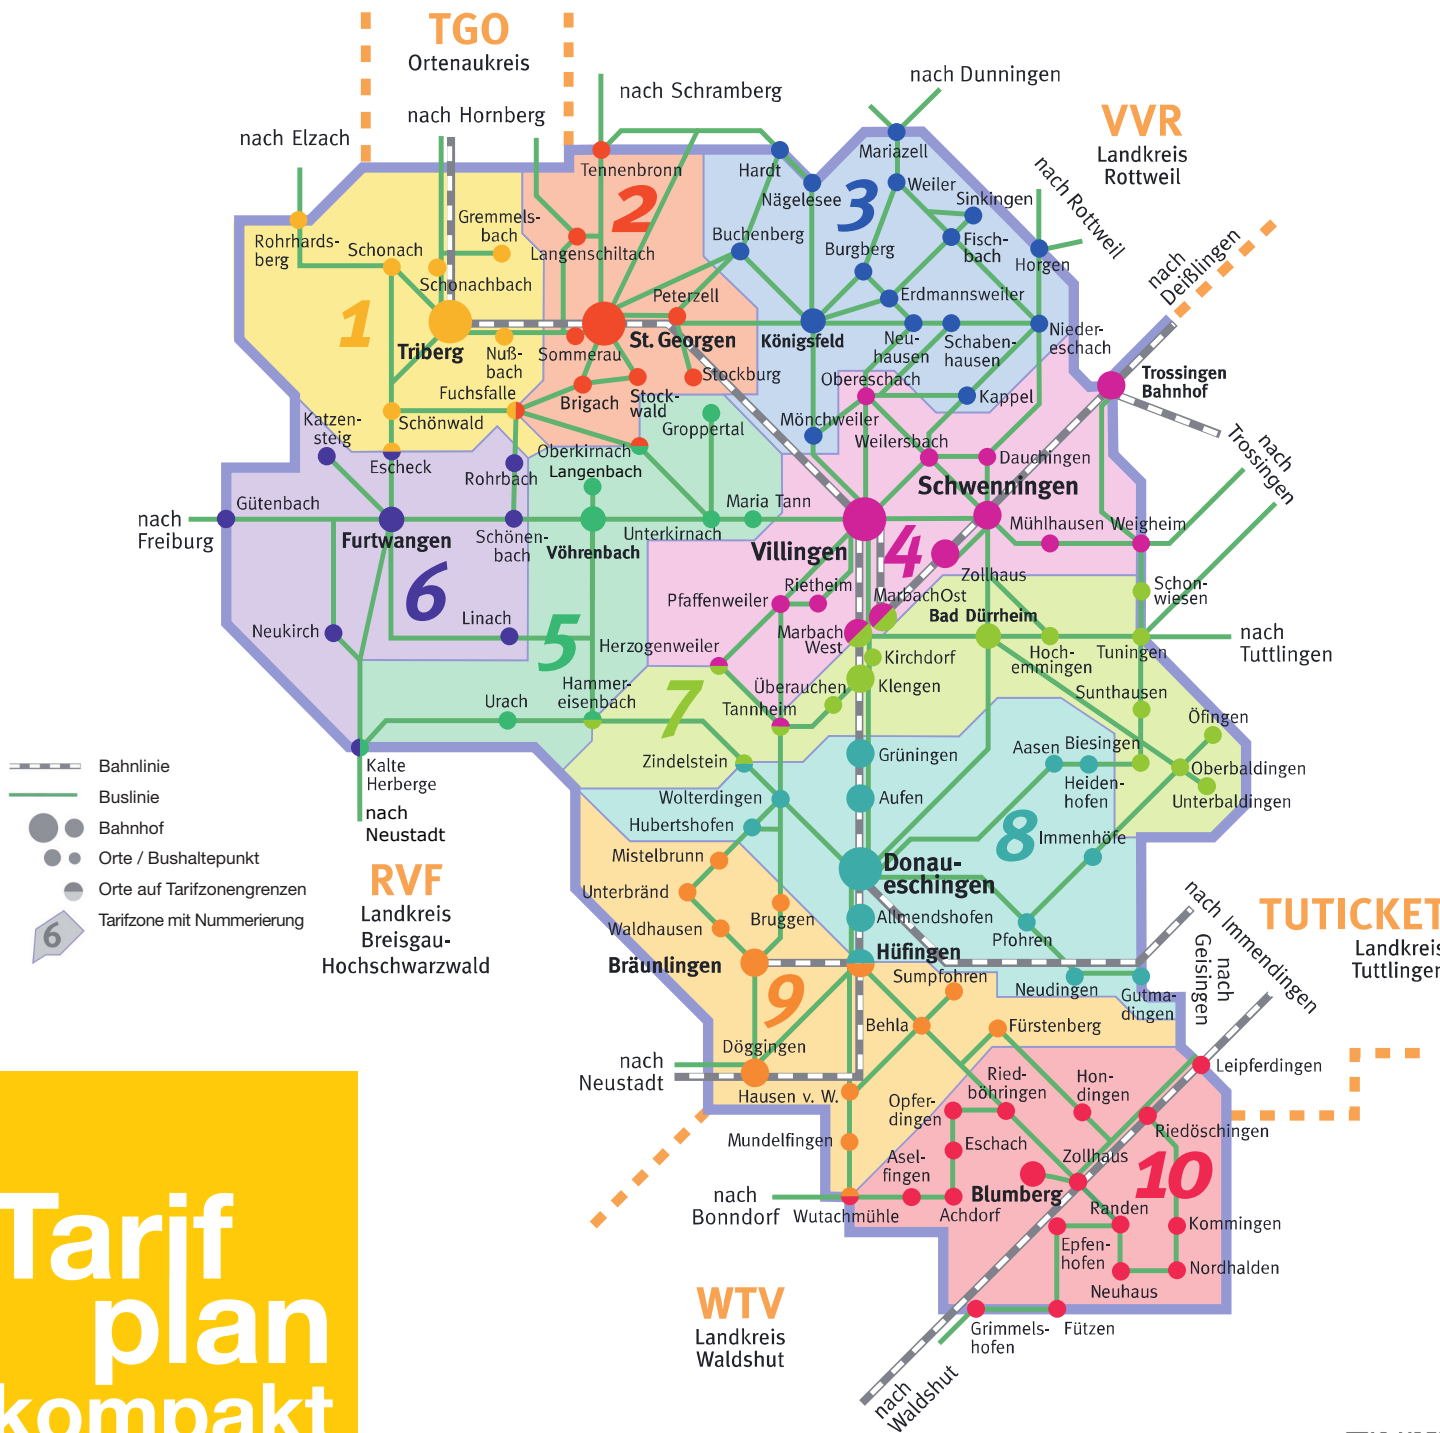 TGO
Ortenaukreis
nach Hornberg
nach Elzach
nach Schramberg
nach Dunningen
VVR
Landkreis
Rottweil
nach Rottweil
nach
Deißlingen
Tennenbronn
Hardt
Nägelesee
Mariazell
Weiler
Sinkingen
2
3
Rohrhards-
berg
Schonach
Gremmels-
bach
Schonachbach
Langenschiltach
Buchenberg
Burgberg
Fisch-
bach
Horgen
Peterzell
Erdmannsweiler
1
Triberg
Nuß-
bach
Sommerau
St. Georgen
Königsfeld
Neu-
hausen
Schaben-
hausen
Nieder-
eschach
Fuchsfalle
Brigach
Stock-
wald
Stockburg
Obereschach
Kappel
Trossingen
Bahnhof
Katzen-
steig
Schönwald
Groppertal
Mönchweiler
Weilersbach
Dauchingen
nach
Trossingen
Escheck
Rohrbach
Oberkirnach
Langenbach
Schwenningen
Gütenbach
nach
Freiburg
Furtwangen
Schönen-
bach
Vöhrenbach
Unterkirnach
Maria Tann
Villingen
4
Mühlhausen
Weigheim
Zollhaus
Schon-
wiesen
6
Linach
5
Neukirch
Pfaffenweiler
Rietheim
MarbachOst
Bad Dürrheim
Marbach
West
Herzogenweiler
Kirchdorf
Hoch-
emmingen
Tuningen
nach
Tuttlingen
Urach
Hammer-
eisenbach
7
Überauchen
Klengen
Tannheim
Sunthausen
Öfingen
Zindelstein
Grüningen
Aasen
Biesingen
Heiden-
hofen
Oberbaldingen
Unterbaldingen
Kalte
Herberge
nach
Neustadt
Bahnlinie
Buslinie
Bahnhof
Orte / Bushaltepunkt
Orte auf Tarifzonengrenzen
6
Tarifzone mit Nummerierung
Wolterdingen
Aufen
Hubertshofen
8
Immenhöfe
Mistelbrunn
Donau-
eschingen
Unterbränd
Bruggen
Allmendshofen
Waldhausen
Pfohren
Bräunlingen
Hüfingen
Sumpfohren
Neudingen
Gutma-
dingen
nach
Geisingen
nach Immendingen
RVF
Landkreis
Breisgau-
Hochschwarzwald
TUTICKET
Landkreis
Tuttlingen
9
Behla
Fürstenberg
Döggingen
nach
Neustadt
Hausen v. W.
Leipferdingen
Opfer-
dingen
Ried-
böhringen
Hon-
dingen
Riedöschingen
Mundelfingen
Eschach
Asel-
fingen
Zollhaus
10
Blumberg
nach
Bonndorf
Wutachmühle
Achdorf
Randen
Kommingen
Epfen-
hofen
Nordhalden
Neuhaus
Grimmels-
hofen
Fützen
WTV
Landkreis
Waldshut
nach
Waldshut
Tarif
plan
kompakt